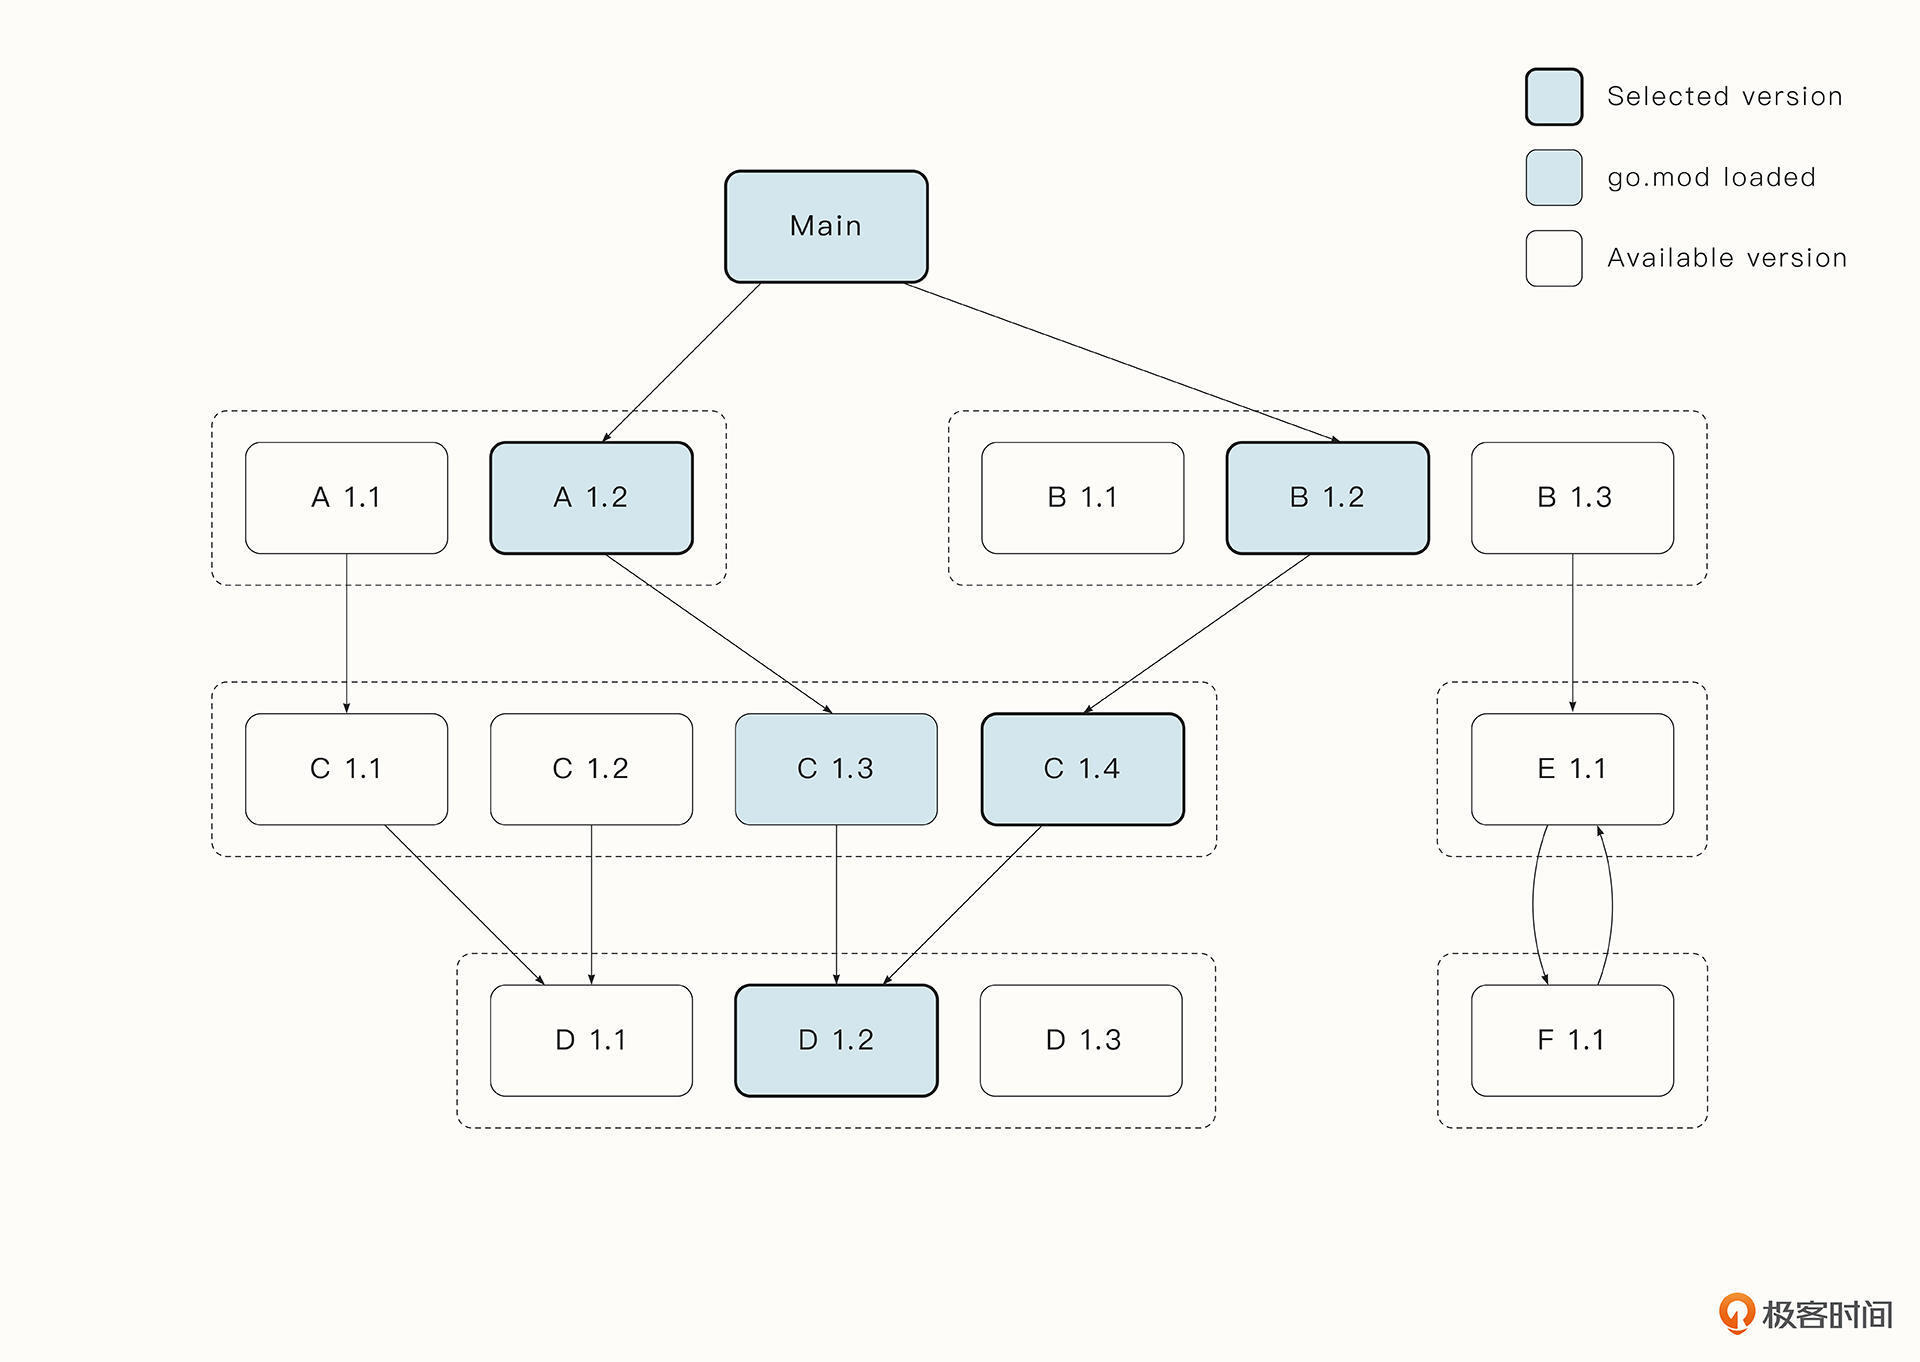 Selected version
go.mod loaded
Available version
Main
A 1.1
A 1.2
B 1.1
B 1.2
B 1.3
C 1.1
C 1.2
C 1.3
C 1.4
E 1.1
D 1.1
D 1.2
D 1.3
F 1.1
极客时间